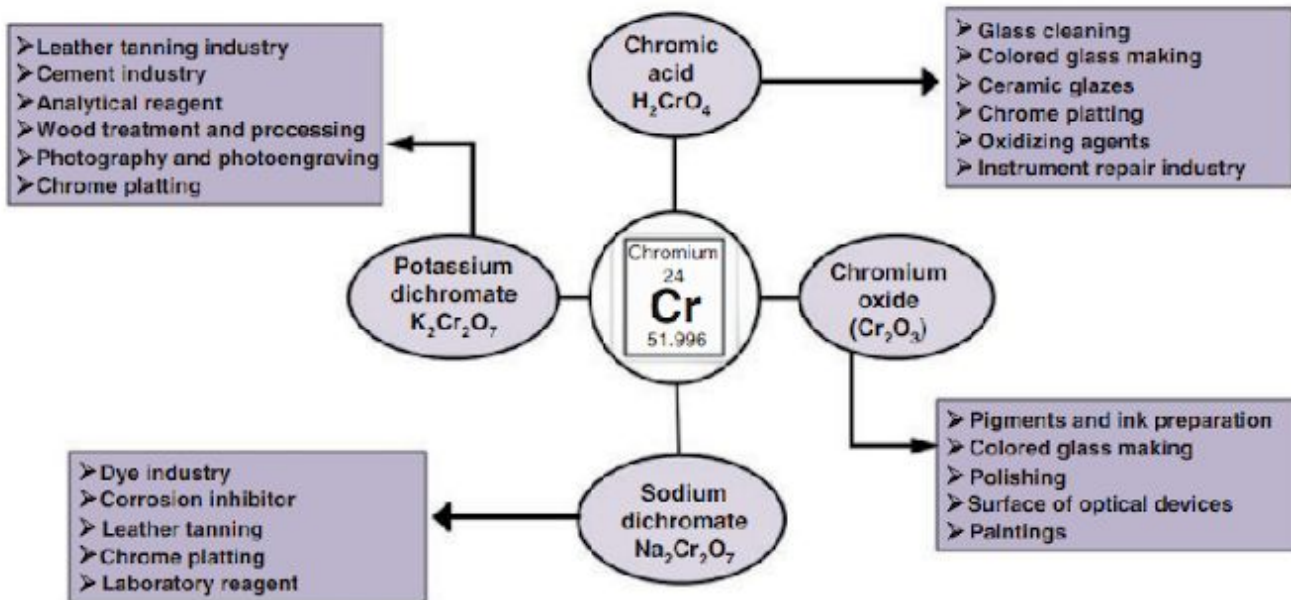 ➤Leather tanning industry
➤Cement industry
➤Analytical reagent
➤Wood treatment and processing
➤Photography and photoengraving
➤Chrome platting
Chromic
acid
H₂CrO₄
➤Glass cleaning
➤Colored glass making
➤Ceramic glazes
➤Chrome platting
➤Oxidizing agents
➤Instrument repair industry
Potassium
dichromate
K₂Cr₂O₇
Chromium
24
Cr
51.996
Chromium
oxide
(Cr₂O₃)
➤Dye industry
➤Corrosion inhibitor
➤Leather tanning
➤Chrome platting
➤Laboratory reagent
Sodium
dichromate
Na₂Cr₂O₇
➤Pigments and ink preparation
➤Colored glass making
➤Polishing
➤Surface of optical devices
➤Paintings